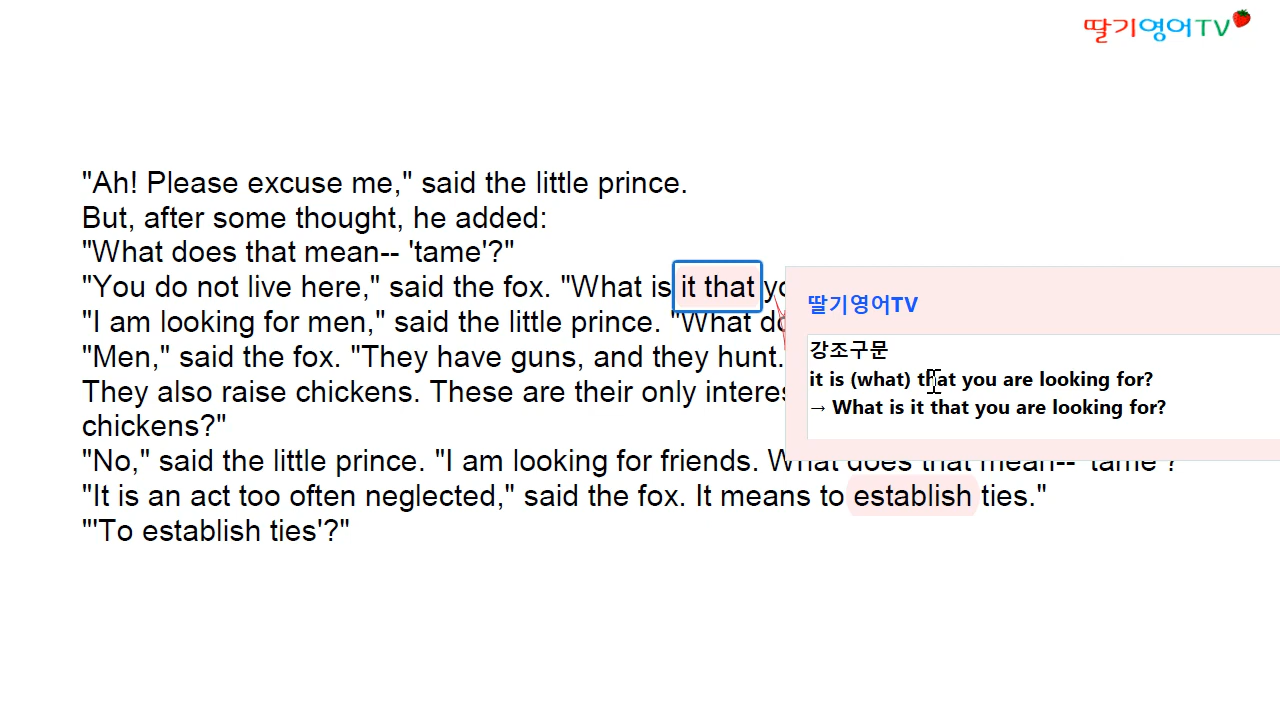 딸기영어TV
"Ah! Please excuse me," said the little prince.
But, after some thought, he added:
"What does that mean-- 'tame'?"
"You do not live here," said the fox. "What is it that
"I am looking for men," said the little prince. "What
"Men," said the fox. "They have guns, and they hunt.
They also raise chickens. These are their only
chickens?"
"No," said the little prince. "I am looking for friends. What does that mean-- 'tame'?
"It is an act too often neglected," said the fox. It means to establish ties."
"'To establish ties'?"
딸기영어TV
강조구문
it is (what) that you are looking for?
→ What is it that you are looking for?